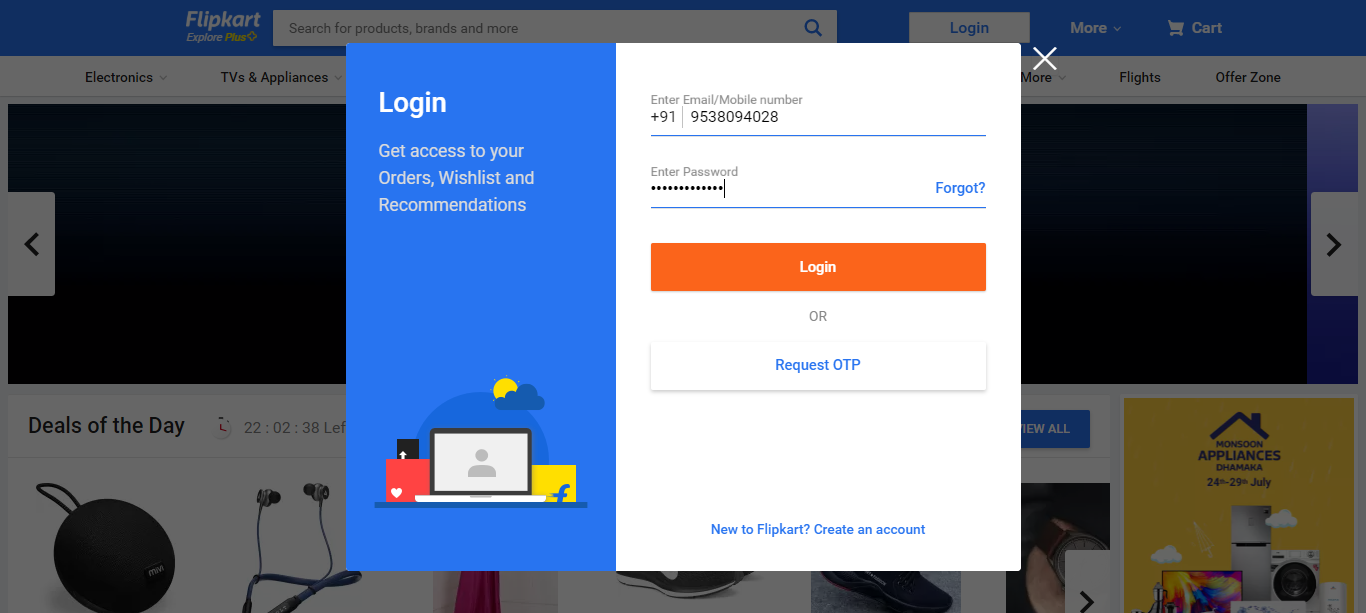 Flipkart
Explore Plus
Search for products, brands and more
Login
More
Cart
Electronics
TVs & Appliances
More
Flights
Offer Zone
Login
Get access to your
Orders, Wishlist and
Recommendations
Enter Email/Mobile number
+91 9538094028
Enter Password
•••••••••••••
Forgot?
Login
OR
Request OTP
New to Flipkart? Create an account
Deals of the Day
22 : 02 : 38 Lef
VIEW ALL
MONSOON
APPLIANCES
DHAMAKA
24th-29th July
mivi